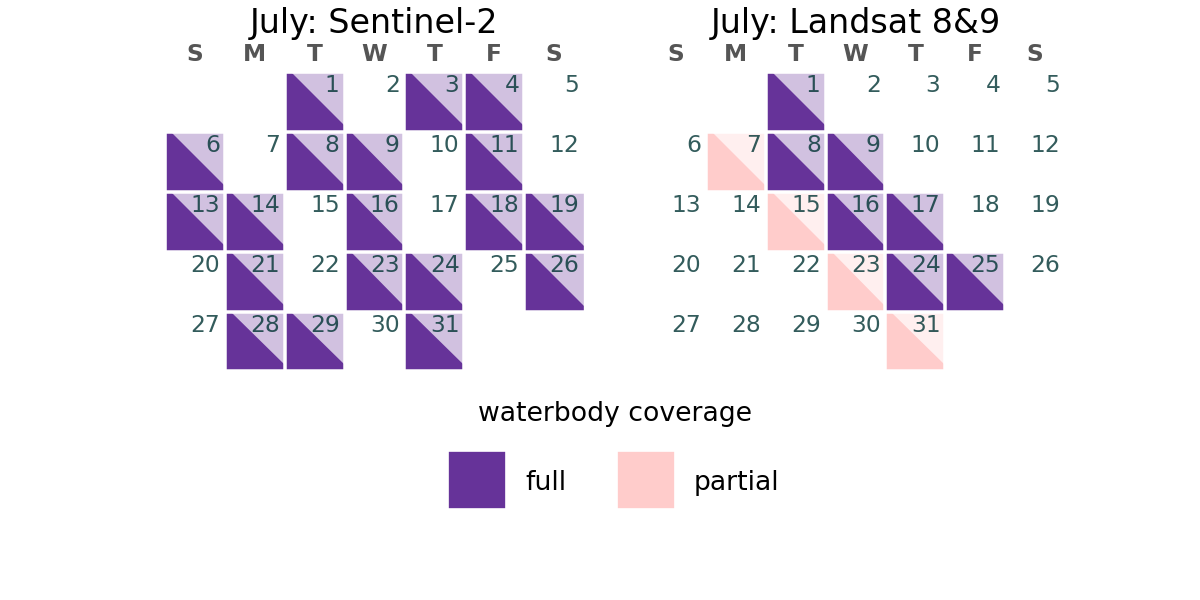 July: Sentinel-2
S M T W T F S
1 2 3 4 5
6 7 8 9 10 11 12
13 14 15 16 17 18 19
20 21 22 23 24 25 26
27 28 29 30 31
July: Landsat 8&9
S M T W T F S
1 2 3 4 5
6 7 8 9 10 11 12
13 14 15 16 17 18 19
20 21 22 23 24 25 26
27 28 29 30 31
waterbody coverage
full partial